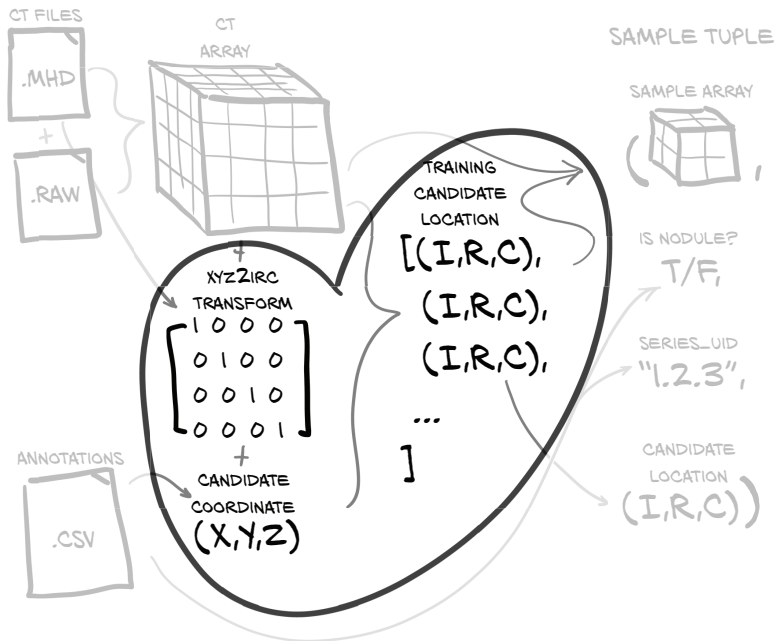 CT FILES
.MHD
+
.RAW
CT
ARRAY
+
XYZ2IRC
TRANSFORM
1 0 0 0
0 1 0 0
0 0 1 0
0 0 0 1
+
ANNOTATIONS
.CSV
CANDIDATE
COORDINATE
(X,Y,Z)
TRAINING
CANDIDATE
LOCATION
[(I,R,C),
(I,R,C),
(I,R,C),
...
]
SAMPLE TUPLE
SAMPLE ARRAY
( ,
IS NODULE?
T/F,
SERIES_UID
"1.2.3",
CANDIDATE
LOCATION
(I,R,C))